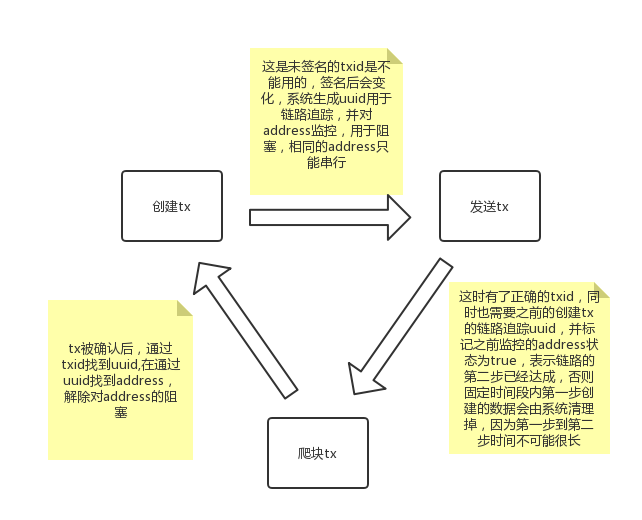 这是未签名的txid是不
能用的，签名后会变
化，系统生成uuid用于
链路追踪，并对
address监控，用于阻
塞，相同的address只
能串行
创建tx
发送tx
这时有了正确的txid，同
时也需要之前的创建tx
的链路追踪uuid，并标
记之前监控的address状
态为true，表示链路的
第二步已经达成，否则
固定时间段内第一步创
建的数据会由系统清理
掉，因为第一步到第二
步时间不可能很长
tx被确认后，通过
txid找到uuid,在通过
uuid找到address，
解除对address的阻
塞
爬块tx